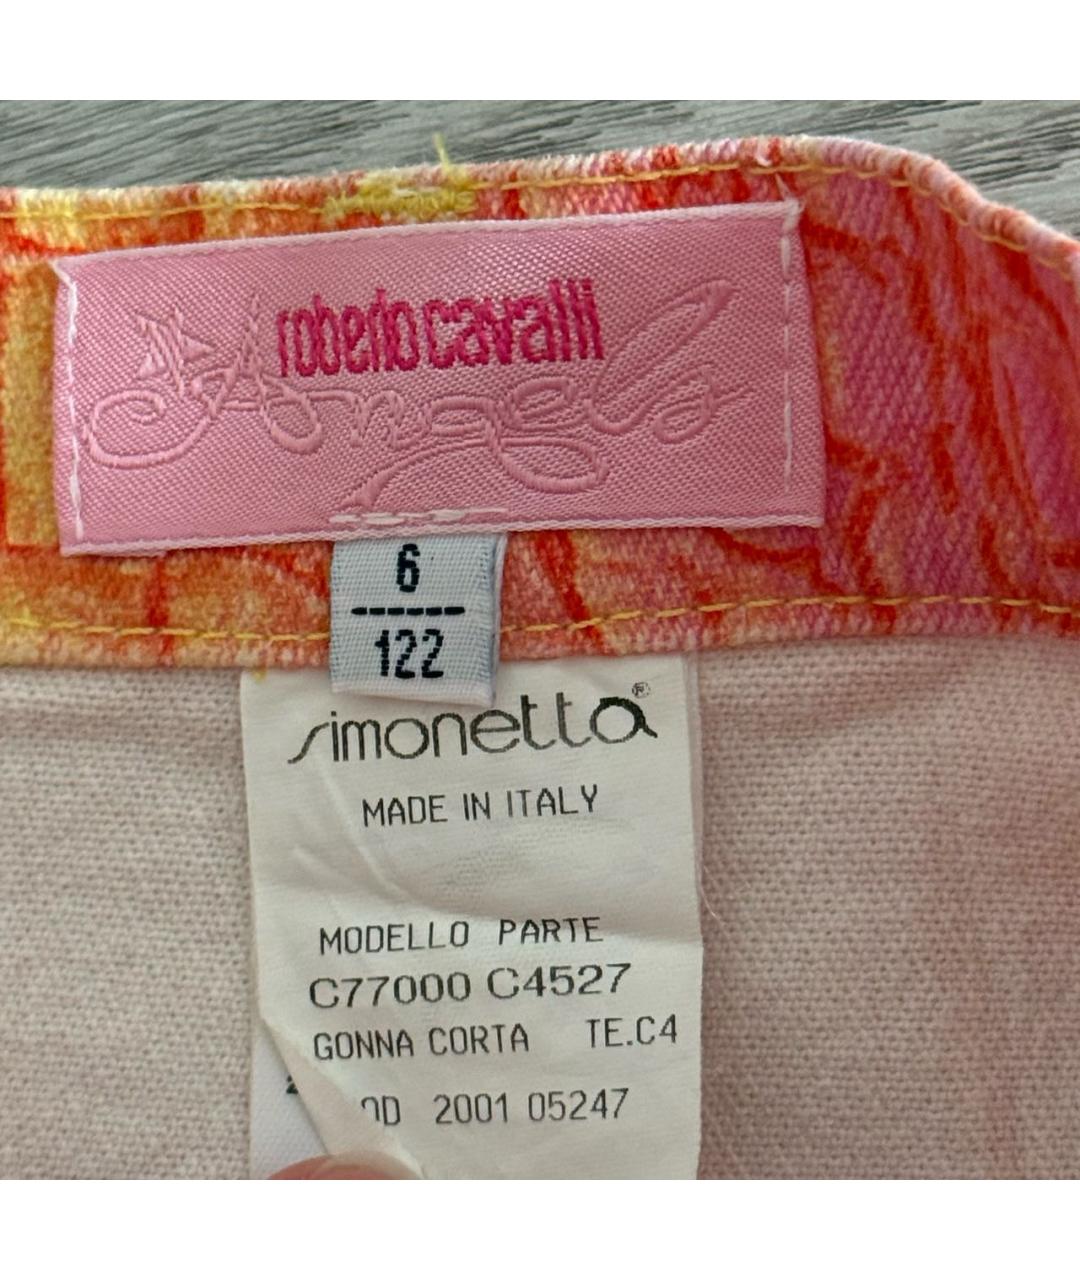 roberto cavalli
Angels
6
122
simonetta®
MADE IN ITALY
MODELLO PARTE
C77000 C4527
GONNA CORTA TE.C4
2001 05247